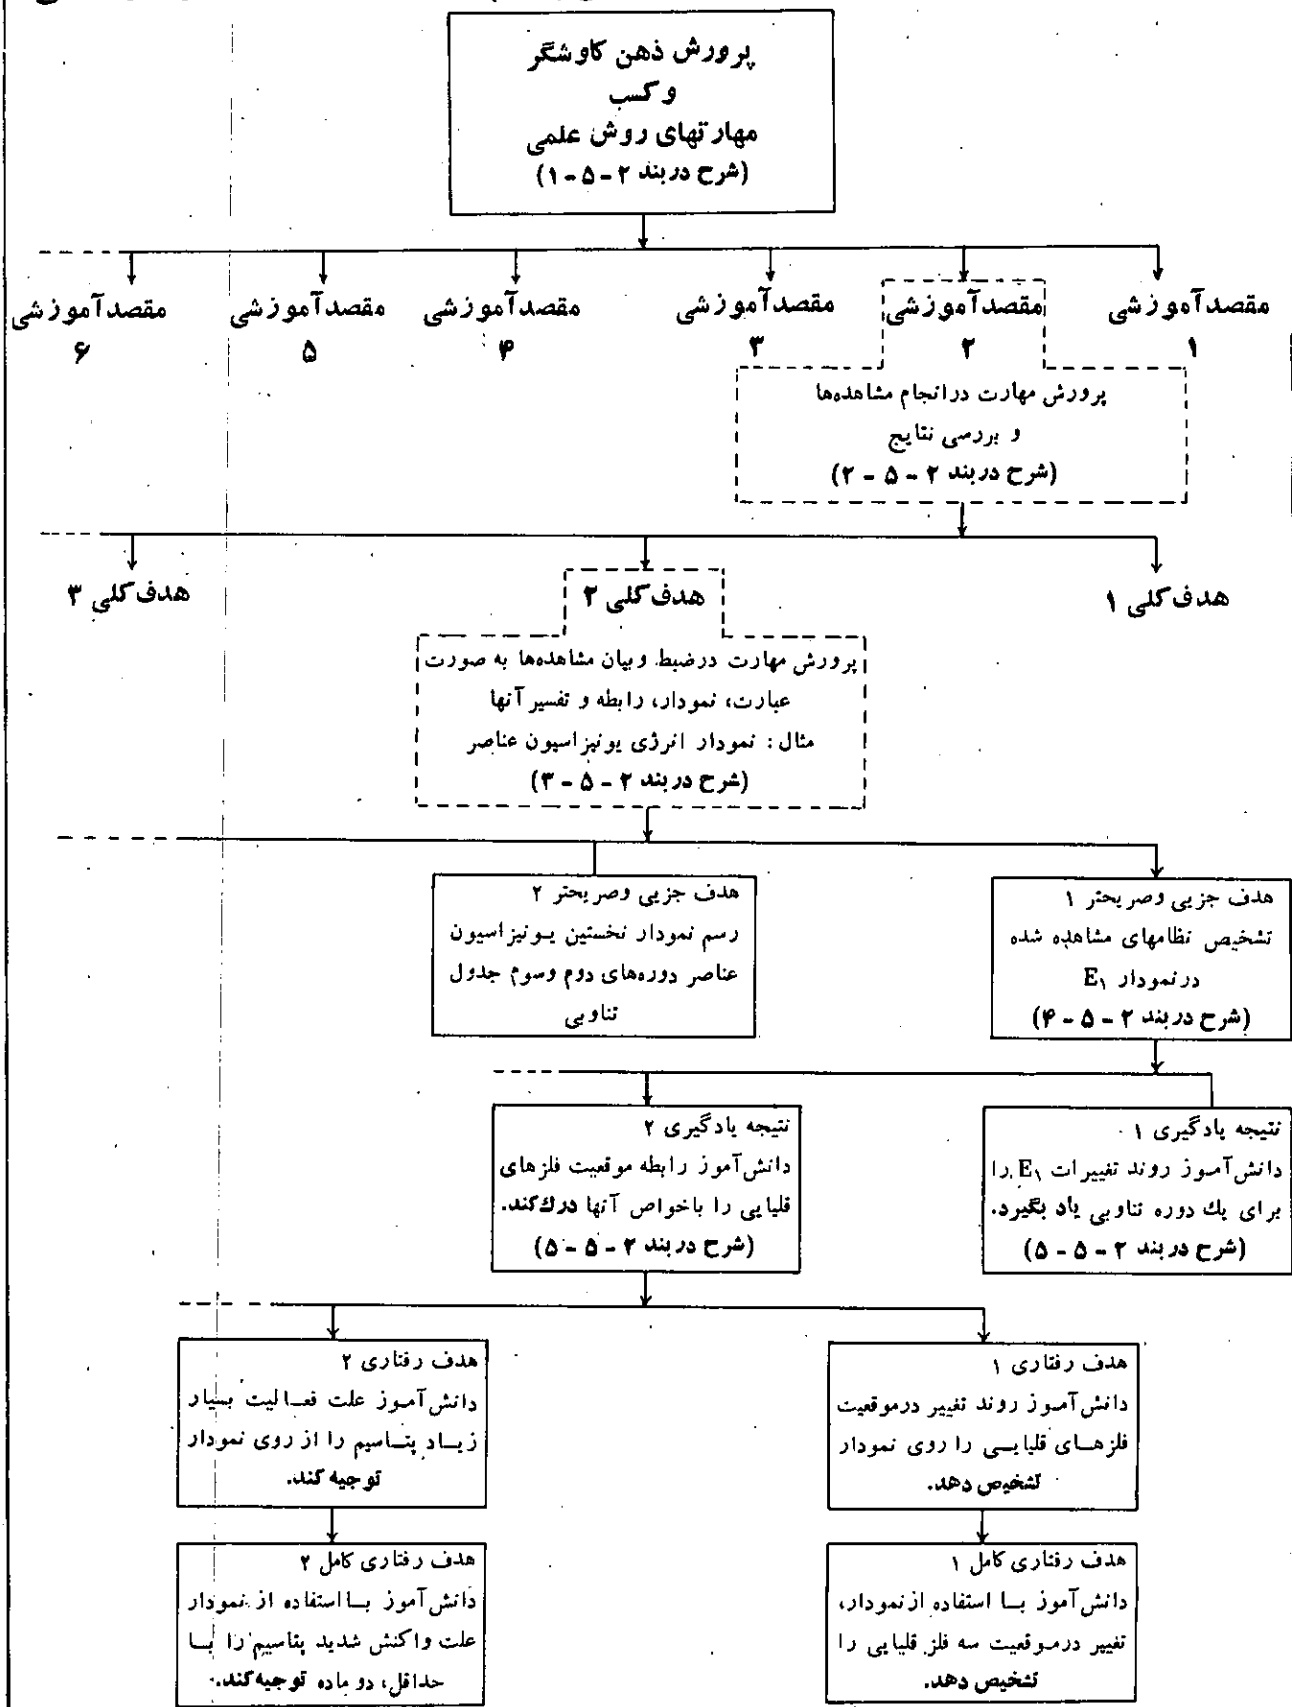 پرورش ذهن کاوشگر
و کسب
مهارتهای روش علمی
(شرح دربند ۲-۵-۱)
مقصدآموزشی
۱
مقصدآموزشی
۲
مقصدآموزشی
۳
مقصدآموزشی
۴
مقصدآموزشی
۵
مقصدآموزشی
۶
پرورش مهارت درانجام مشاهده‌ها
و بررسی نتایج
(شرح دربند ۲-۵-۲)
هدف کلی ۱
هدف کلی ۲
هدف کلی ۳
پرورش مهارت درضبط وبیان مشاهده‌ها به صورت
عبارت، نمودار، رابطه و تفسیر آنها
مثال: نمودار انرژی یونیزاسیون عناصر
(شرح دربند ۲-۵-۳)
هدف جزیی وصریحتر ۱
تشخیص نظامهای مشاهده شده
درنمودار E۱
(شرح دربند ۲-۵-۴)
هدف جزیی وصریحتر ۲
رسم نمودار نخستین یونیزاسیون
عناصر دوره‌های دوم وسوم جدول
تناوبی
نتیجه یادگیری ۱
دانش‌آموز روند تغییرات E۱ را
برای یك دوره تناوبی یاد بگیرد.
(شرح دربند ۲-۵-۵)
نتیجه یادگیری ۲
دانش‌آموز رابطه موقعیت فلزهای
قلیایی را باخواص آنها درك‌کند.
(شرح دربند ۲-۵-۵)
هدف رفتاری ۱
دانش‌آموز روند تغییر درموقعیت
فلزهای قلیایی را روی نمودار
تشخیص دهد.
هدف رفتاری ۲
دانش‌آموز علت فعالیت بسیار
زیاد پتاسیم را از روی نمودار
توجیه‌کند.
هدف رفتاری کامل ۱
دانش‌آموز با استفاده ازنمودار،
تغییر درموقعیت سه فلز قلیایی را
تشخیص دهد.
هدف رفتاری کامل ۲
دانش‌آموز بااستفاده از نمودار
علت واکنش شدید پتاسیم را با
حداقل، دو ماده توجیه‌کند.